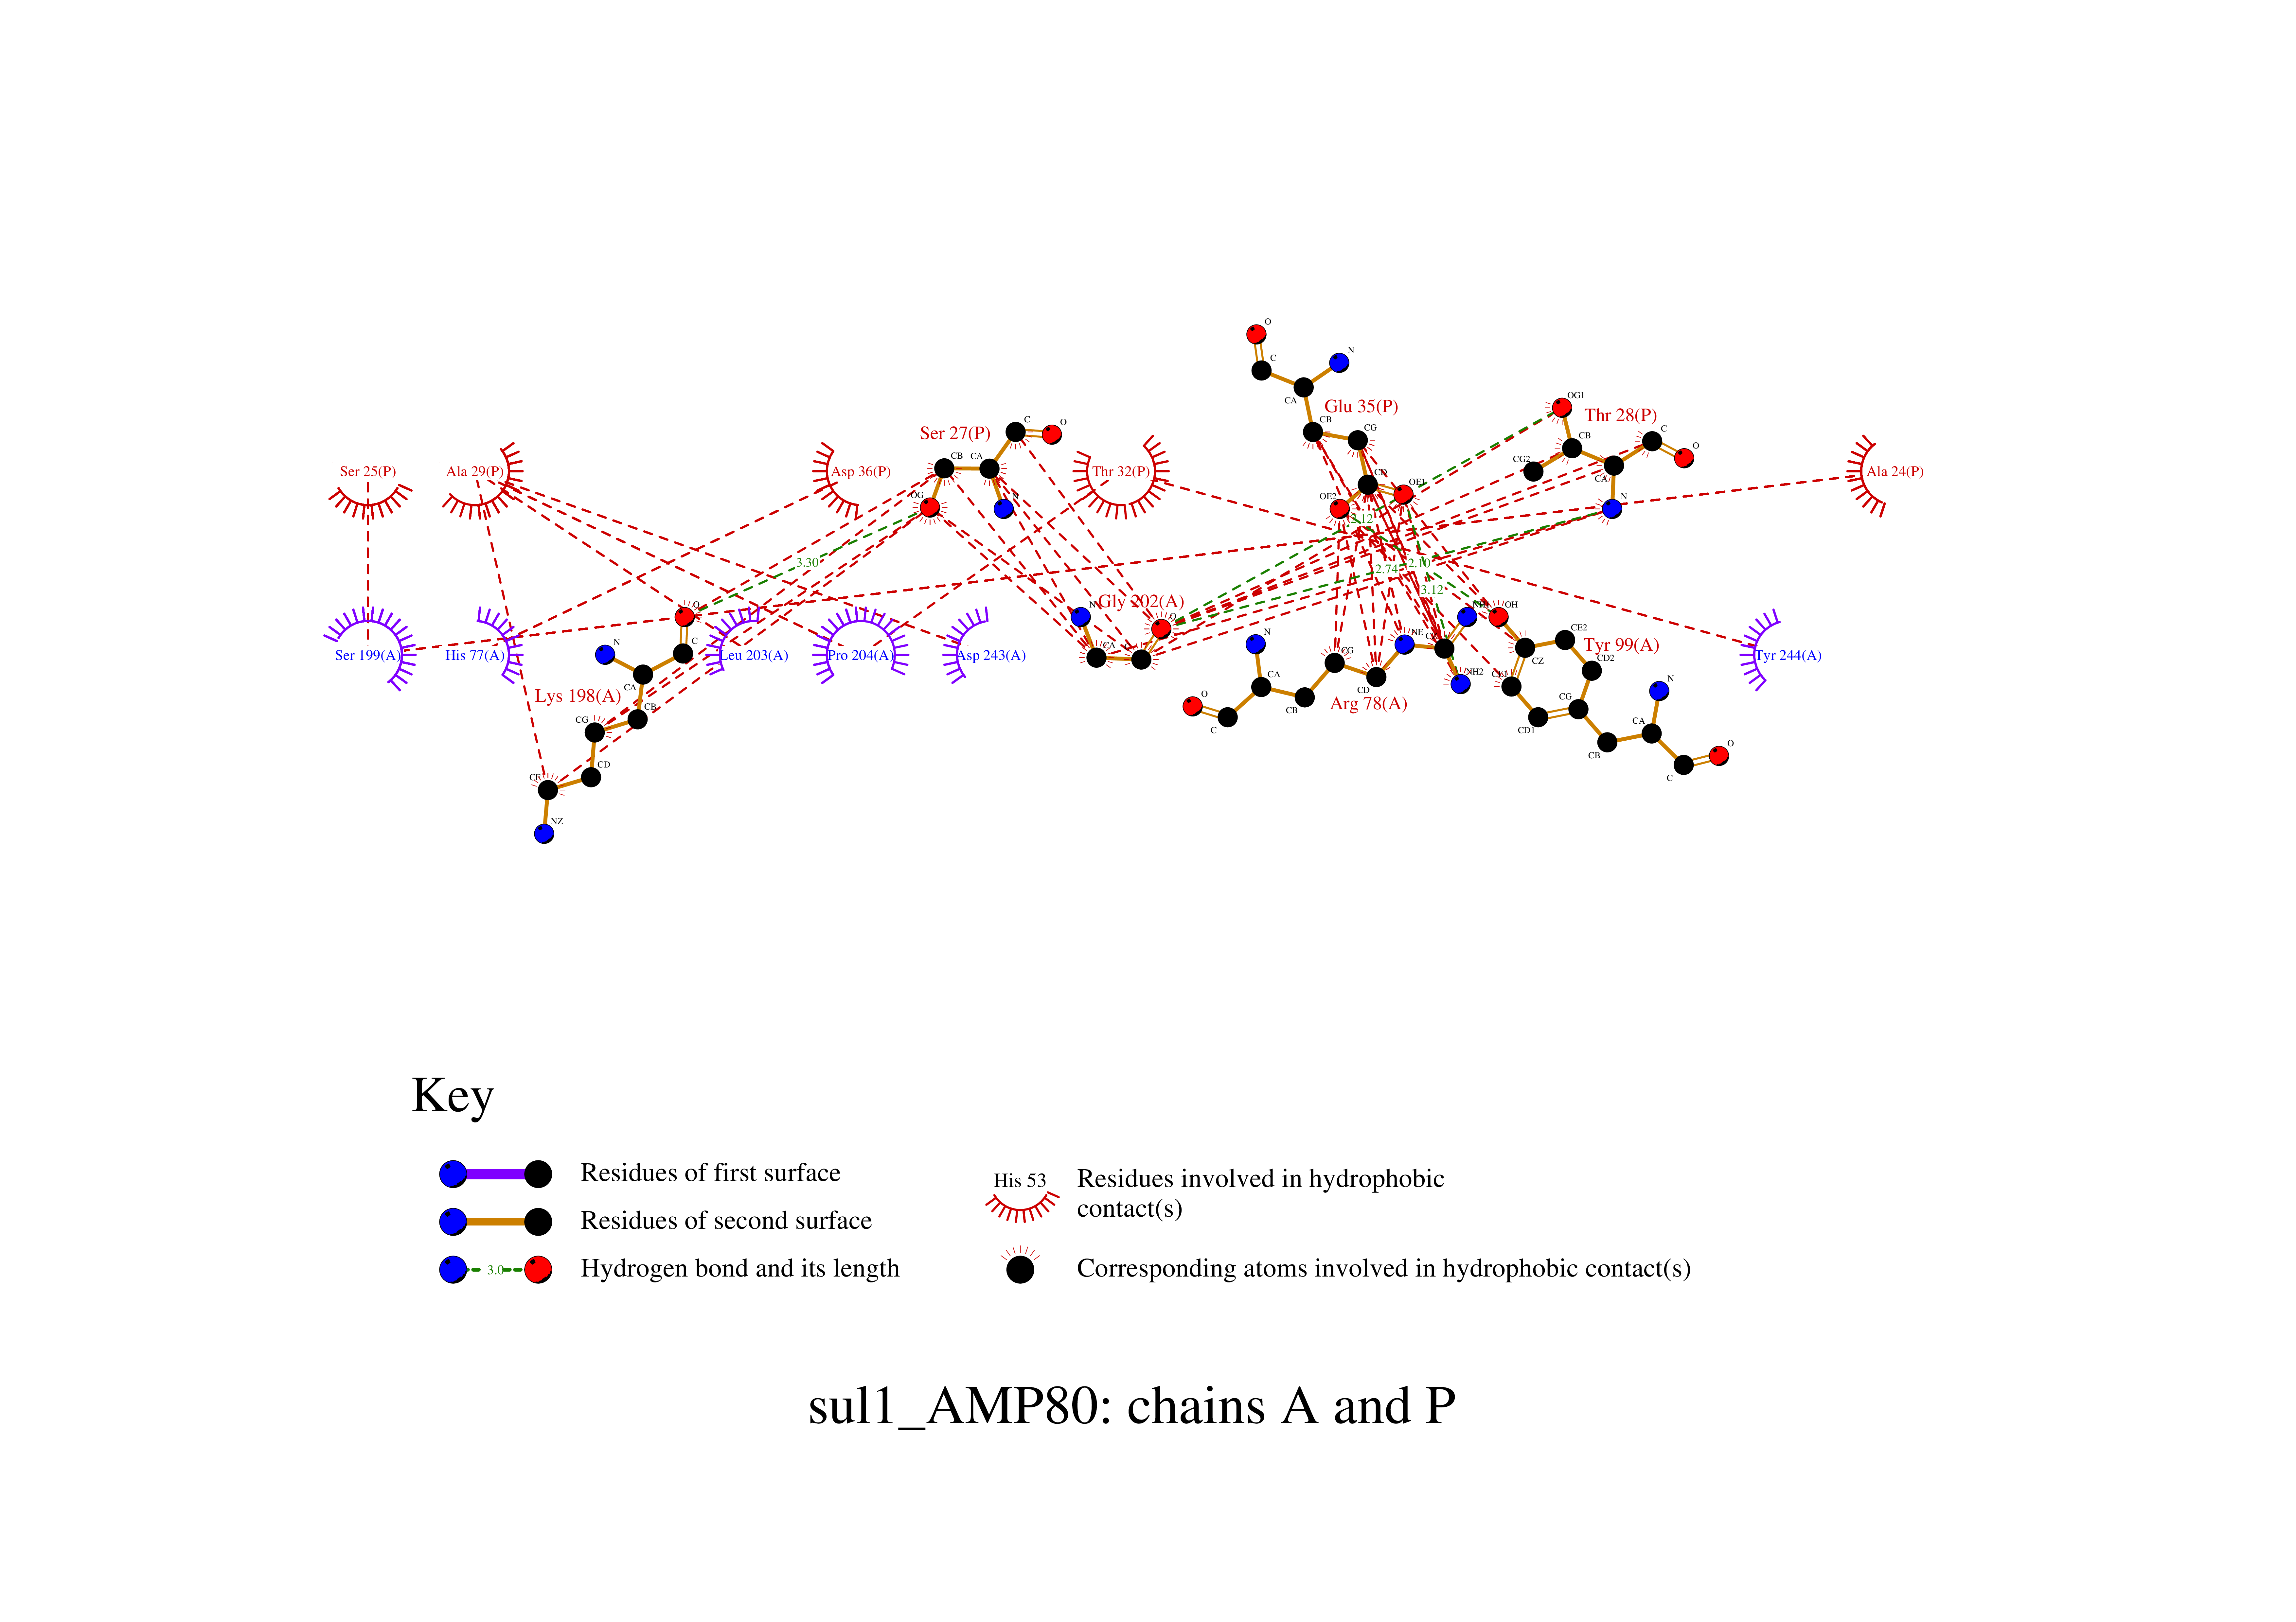 O
C
N
CA
Glu 35(P)
CB
CG
CD
OE2
OE1
OG1
Thr 28(P)
CB
C
O
CG2
CA
N
Ser 27(P)
C
O
CB
CA
OG
N
Ser 25(P)
Ala 29(P)
Asp 36(P)
Thr 32(P)
Ala 24(P)
2.12
3.30
2.74
2.10
3.12
Ser 199(A)
His 77(A)
Leu 203(A)
Pro 204(A)
Asp 243(A)
Tyr 244(A)
O
N
C
CA
Lys 198(A)
CB
CG
CD
CE
NZ
Gly 202(A)
N
CA
O
N
CA
CG
NE
NH2
CD
CB
Arg 78(A)
O
C
OH
CE2
CZ
Tyr 99(A)
CD2
CG
CD1
N
CA
CB
O
C
Key
Residues of first surface
Residues of second surface
3.0
Hydrogen bond and its length
His 53
Residues involved in hydrophobic
contact(s)
Corresponding atoms involved in hydrophobic contact(s)
sul1_AMP80: chains A and P